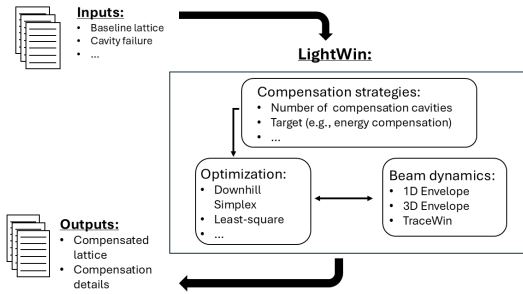 Inputs:
• Baseline lattice
• Cavity failure
• ...
LightWin:
Compensation strategies:
• Number of compensation cavities
• Target (e.g., energy compensation)
• ...
Optimization:
• Downhill
Simplex
• Least-square
• ...
Beam dynamics:
• 1D Envelope
• 3D Envelope
• TraceWin
Outputs:
• Compensated
lattice
• Compensation
details